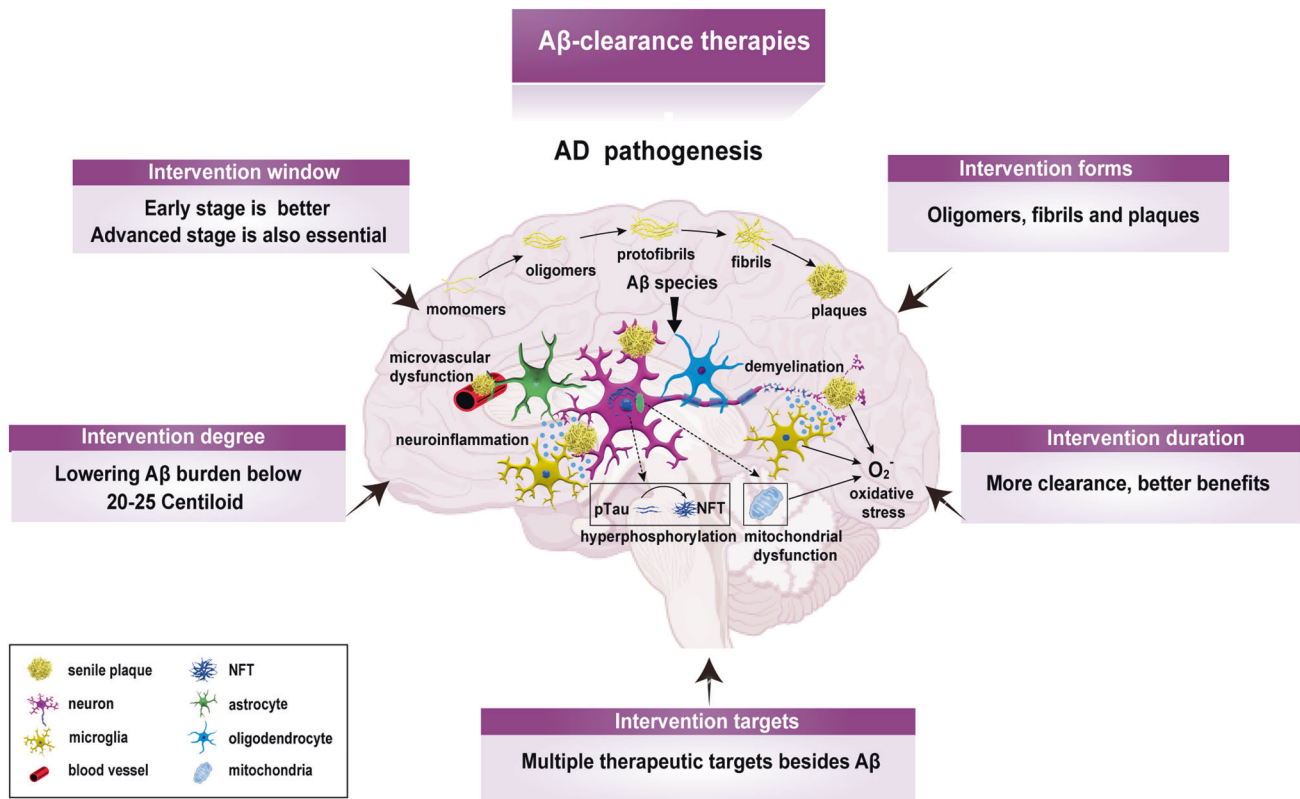 Aβ-clearance therapies
AD pathogenesis
Intervention window
Early stage is better
Advanced stage is also essential
Intervention forms
Oligomers, fibrils and plaques
momomers
oligomers
protofibrils
fibrils
plaques
Aβ species
microvascular
dysfunction
demyelination
neuroinflammation
Intervention degree
Lowering Aβ burden below
20-25 Centiloid
Intervention duration
More clearance, better benefits
O₂⁻
oxidative
stress
pTau
NFT
hyperphosphorylation
mitochondrial
dysfunction
senile plaque
NFT
neuron
astrocyte
microglia
oligodendrocyte
blood vessel
mitochondria
Intervention targets
Multiple therapeutic targets besides Aβ